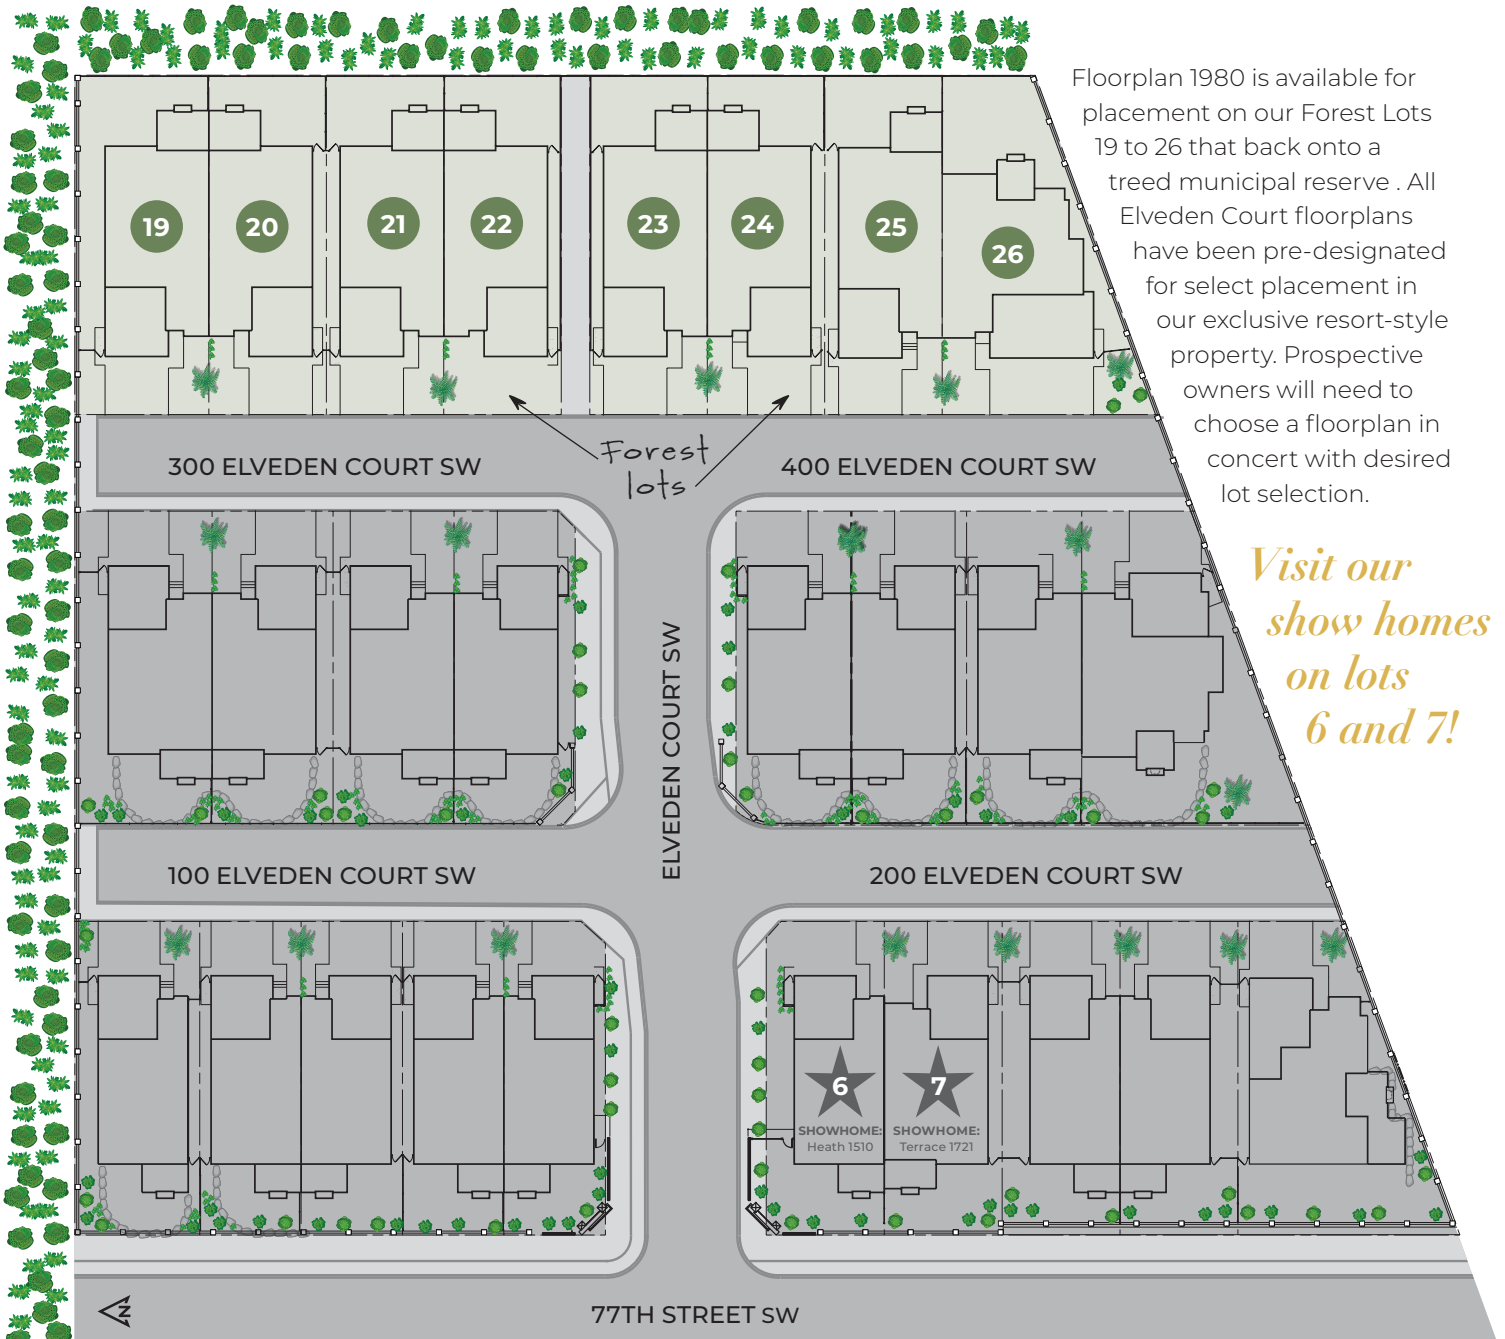 Floorplan 1980 is available for
placement on our Forest Lots
19 to 26 that back onto a
treed municipal reserve . All
Elveden Court floorplans
have been pre-designated
for select placement in
our exclusive resort-style
property. Prospective
owners will need to
choose a floorplan in
concert with desired
lot selection.
Visit our
show homes
on lots
6 and 7!
19
20
21
22
23
24
25
26
Forest
lots
300 ELVEDEN COURT SW
400 ELVEDEN COURT SW
ELVEDEN COURT SW
100 ELVEDEN COURT SW
200 ELVEDEN COURT SW
6
SHOWHOME:
Heath 1510
7
SHOWHOME:
Terrace 1721
N
77TH STREET SW